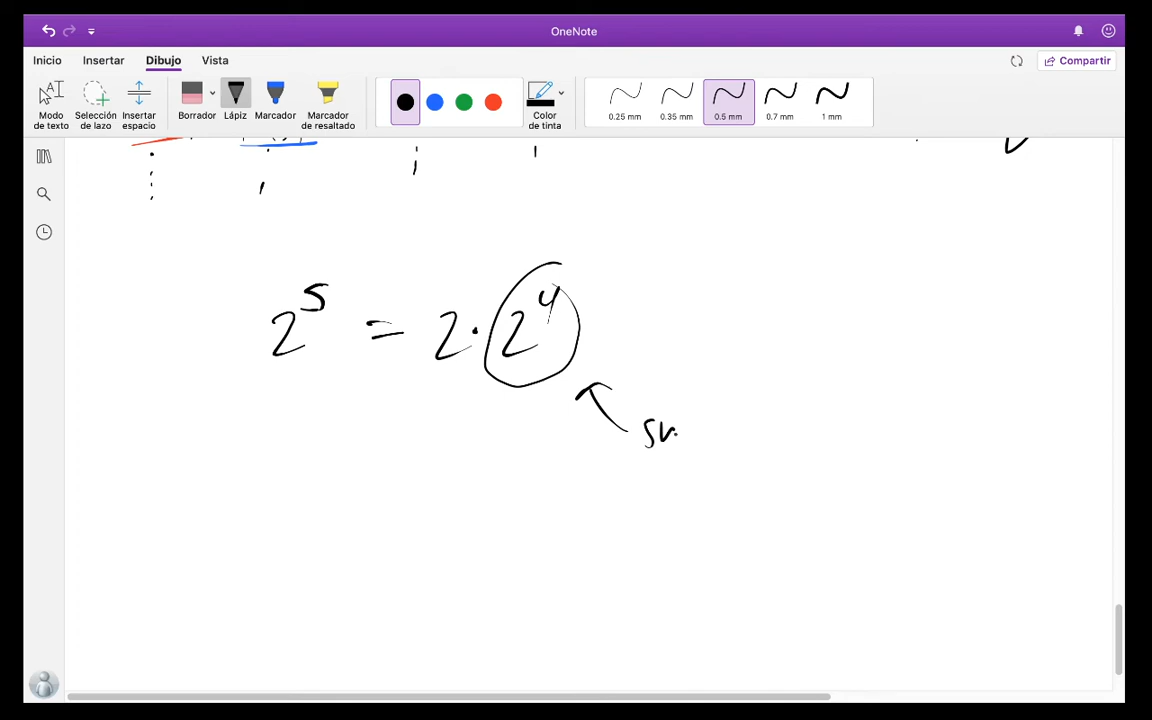 OneNote
Inicio Insertar Dibujo Vista Compartir
Modo de texto
Selección de lazo
Insertar espacio
Borrador
Lápiz
Marcador
Marcador de resaltado
Color de tinta
0.25 mm 0.35 mm 0.5 mm 0.7 mm 1 mm
2^5 = 2·2^4